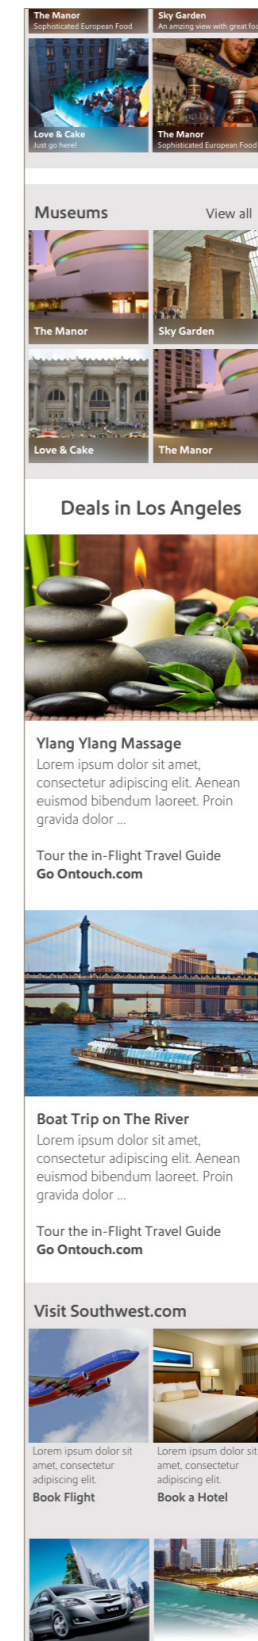 The Manor
Sophisticated European Food
Sky Garden
An amzing view with great
Love & Cake
Just go here!
The Manor
Sophisticated European Food
Museums
View all
The Manor
Sky Garden
Love & Cake
The Manor
Deals in Los Angeles
Ylang Ylang Massage
Lorem ipsum dolor sit amet,
consectetur adipiscing elit. Aenean
euismod bibendum laoreet. Proin
gravida dolor ...
Tour the in-Flight Travel Guide
Go Ontouch.com
Boat Trip on The River
Lorem ipsum dolor sit amet,
consectetur adipiscing elit. Aenean
euismod bibendum laoreet. Proin
gravida dolor ...
Tour the in-Flight Travel Guide
Go Ontouch.com
Visit Southwest.com
Lorem ipsum dolor sit
amet, consectetur
adipiscing elit.
Book Flight
Lorem ipsum dolor sit
amet, consectetur
adipiscing elit.
Book a Hotel